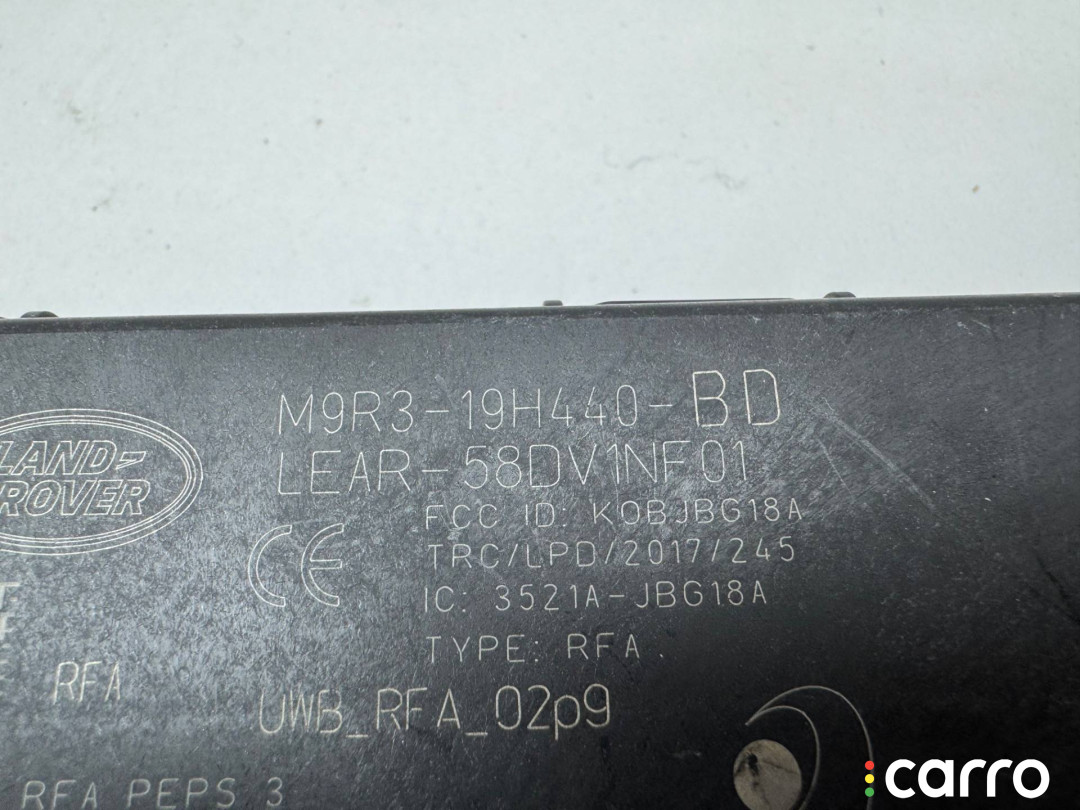 M9R3-19H440-BD
LEAR-58DV1NF01
LAND-
ROVER
FCC ID: KOBJBG18A
CE
TRC/LPD/2017/245
IC: 3521A-JBG18A
TYPE: RFA
RFA
UWB_RFA_02p9
RFA PEPS 3
carro